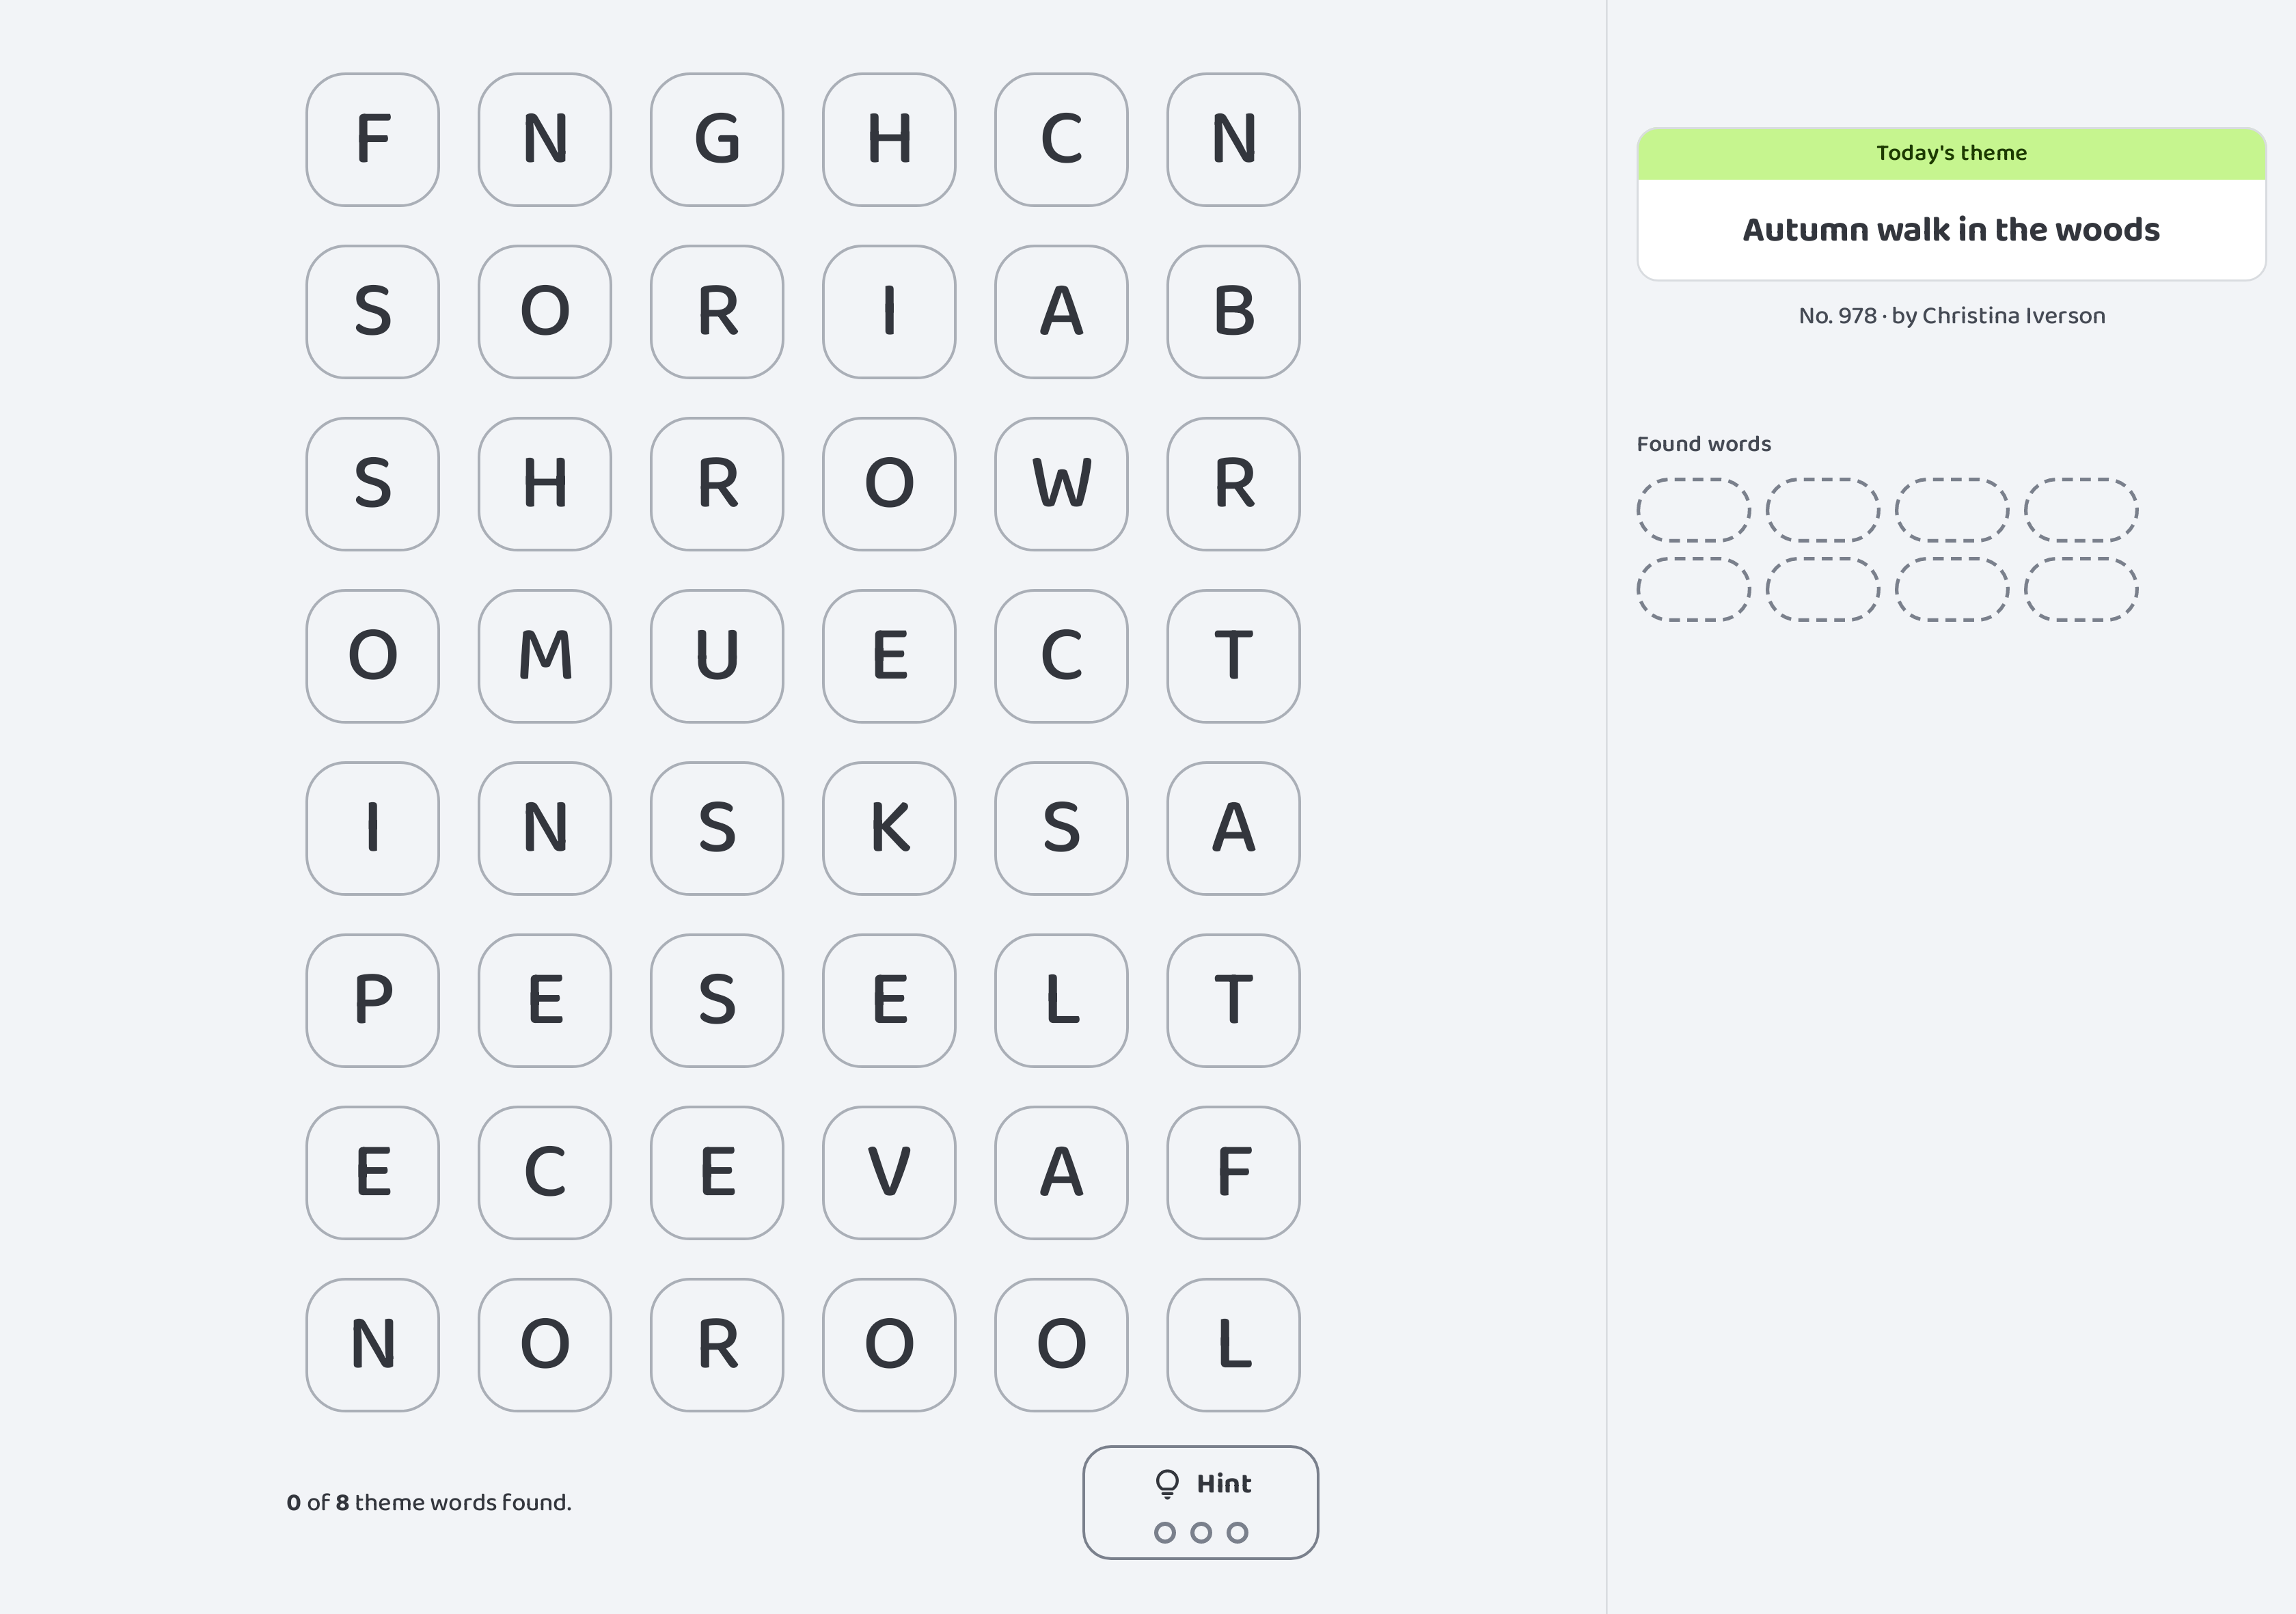 F N G H C N
S O R I A B
S H R O W R
O M U E C T
I N S K S A
P E S E L T
E C E V A F
N O R O O L
0 of 8 theme words found.
Hint
Today's theme
Autumn walk in the woods
No. 978 · by Christina Iverson
Found words